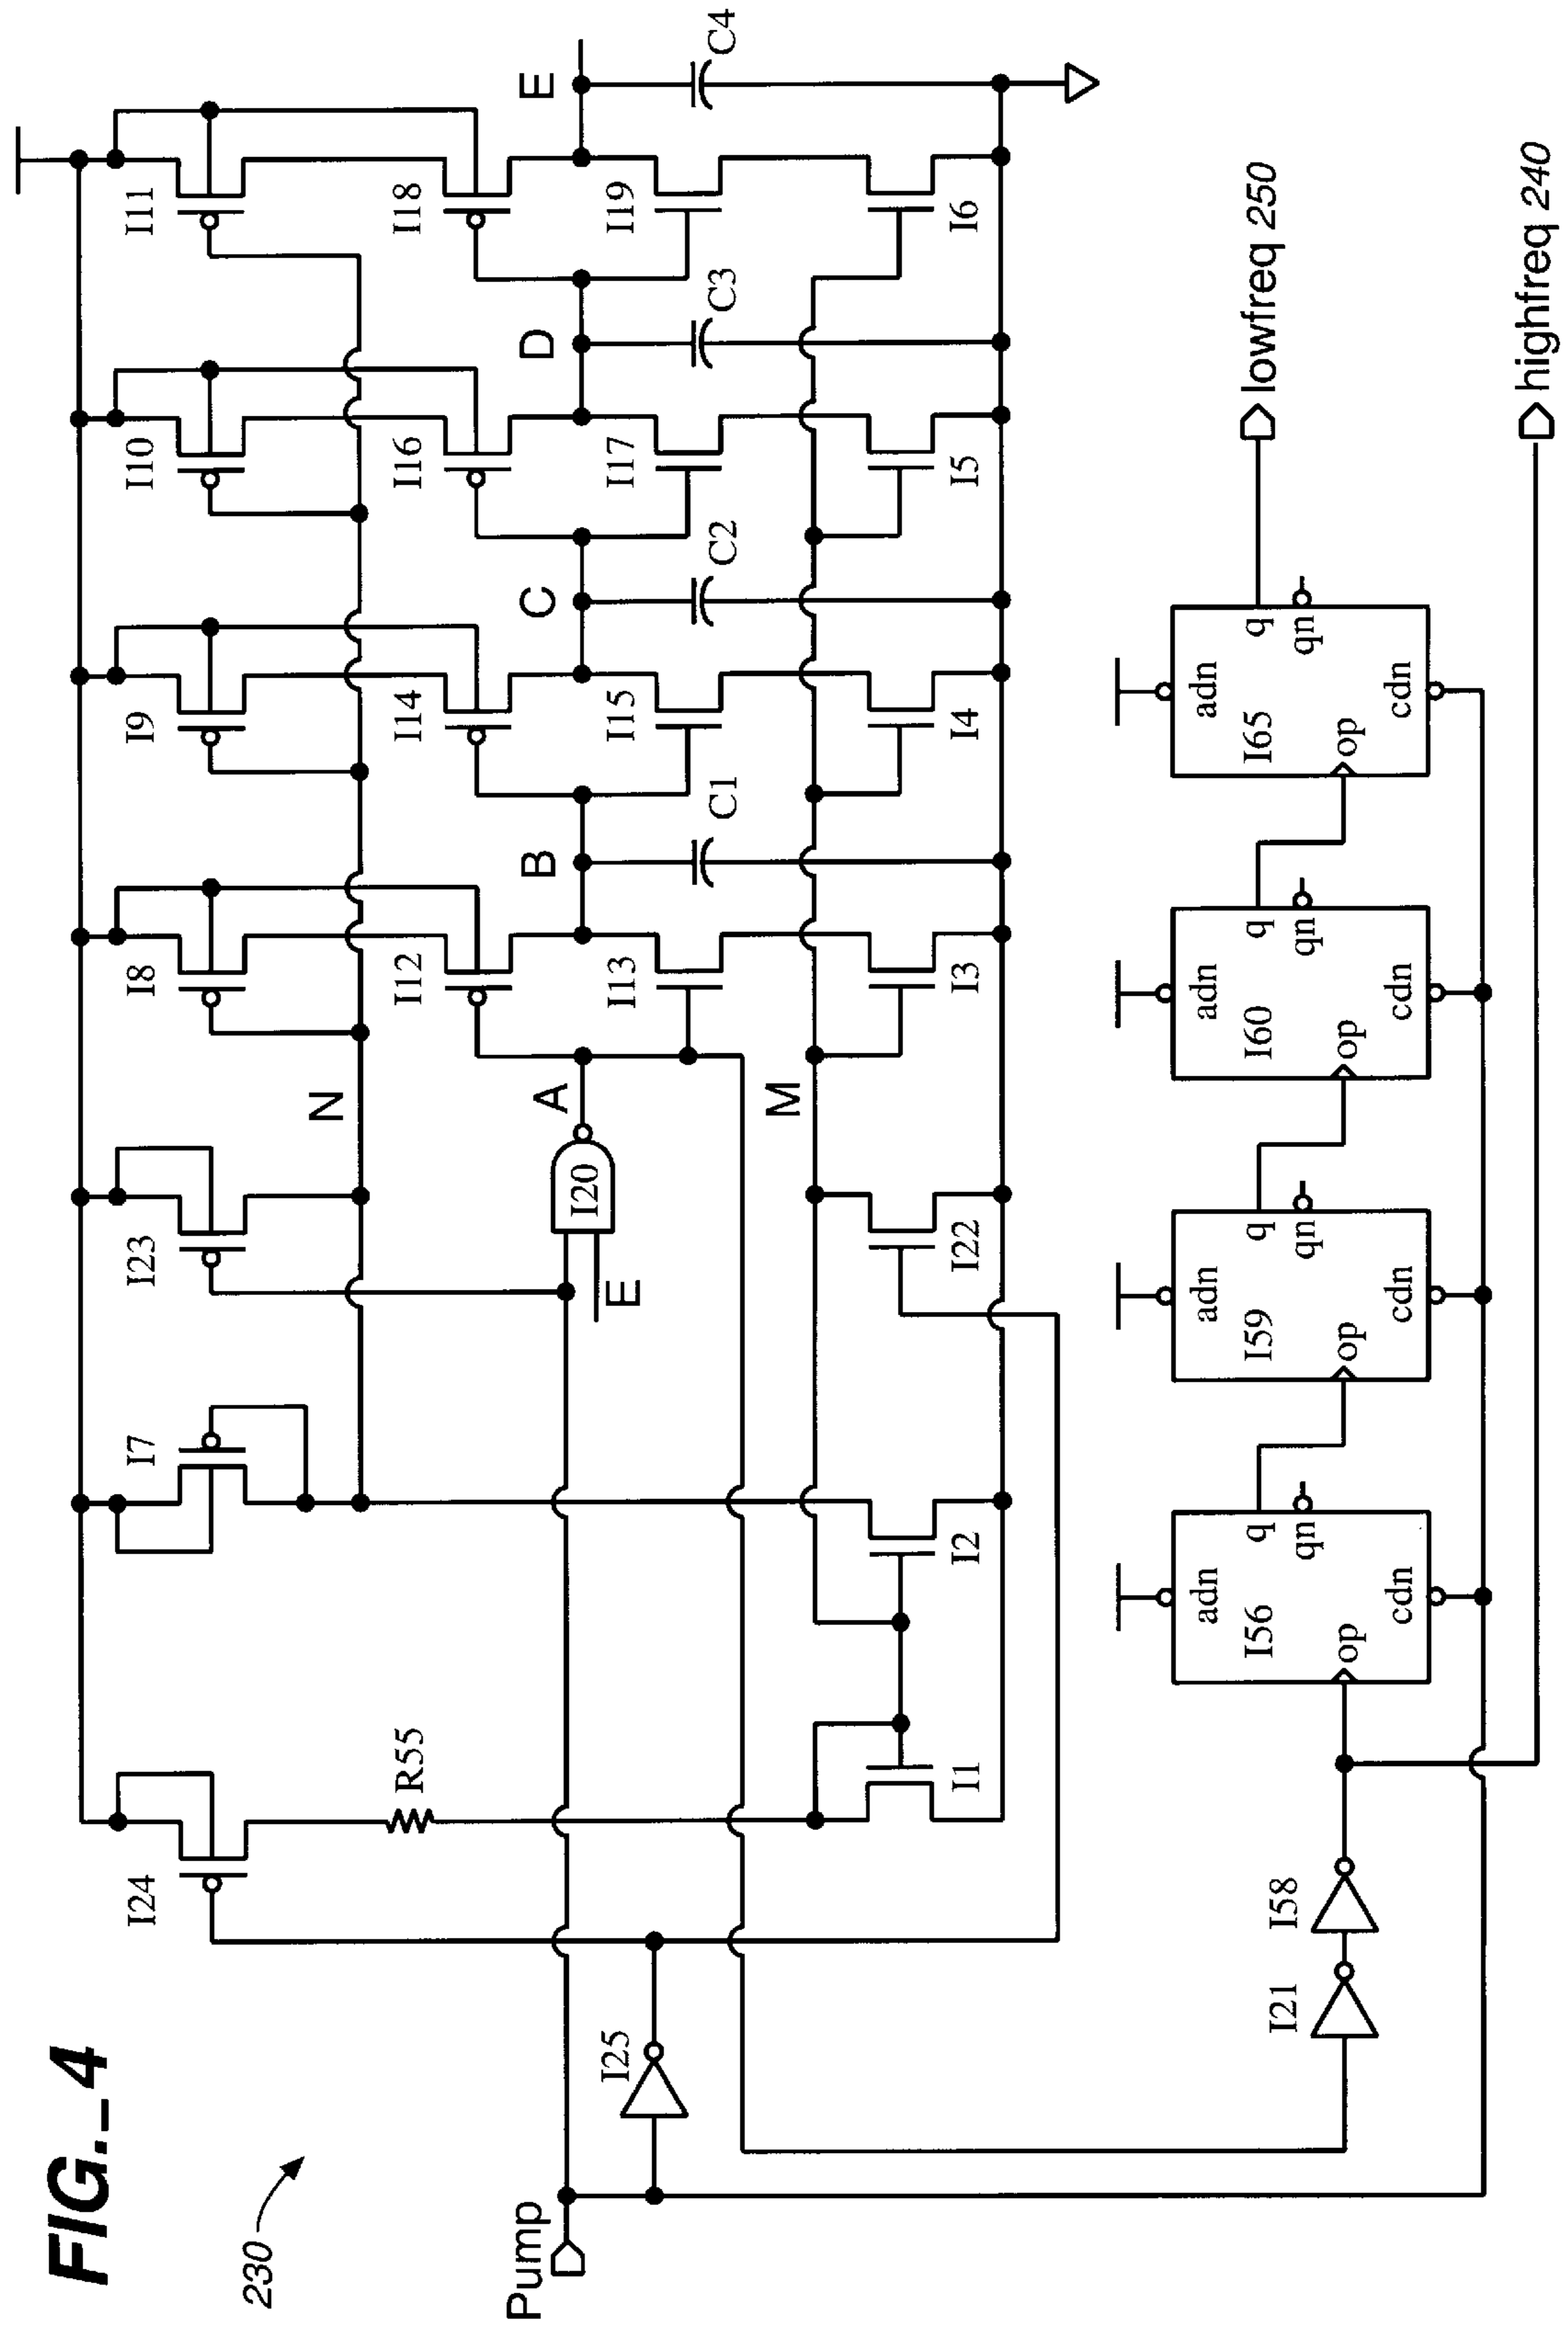 FIG._4
230
Pump
I24
R55
I1
I25
I7
I2
I23
N
I20
E
A
M
I22
I8
I12
I13
I3
B
C1
I9
I14
I15
I4
C
C2
I10
I16
I17
I5
D
C3
I11
I18
I19
I6
E
C4
I21
I58
adn
I56
op
q
qn
cdn
adn
I59
op
q
qn
cdn
adn
I60
op
q
qn
cdn
adn
I65
op
q
qn
cdn
lowfreq 250
highfreq 240